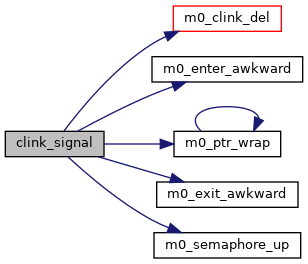 m0_clink_del
m0_enter_awkward
clink_signal
m0_ptr_wrap
m0_exit_awkward
m0_semaphore_up